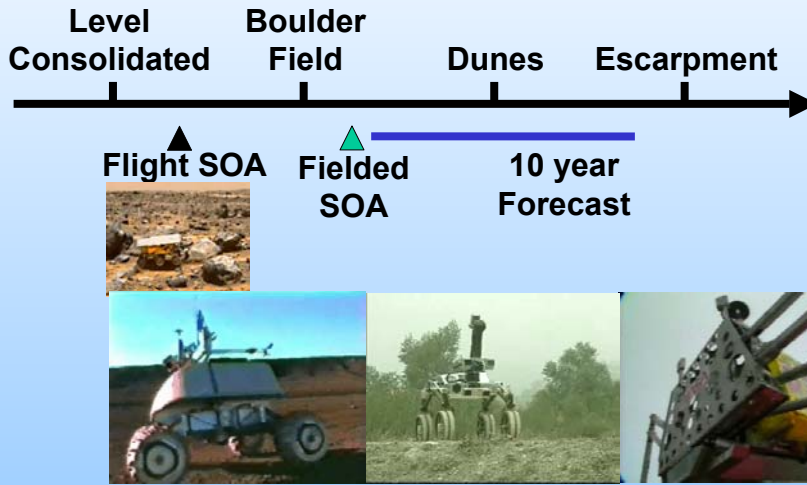 Level
Consolidated
Boulder
Field
Dunes
Escarpment
Flight SOA
Fielded
SOA
10 year
Forecast